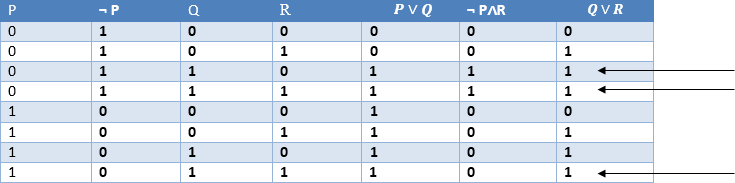 P ¬ P Q R P ∨ Q ¬ P∧R Q ∨ R
0 1 0 0 0 0 0
0 1 0 1 0 0 1
0 1 1 0 1 1 1
0 1 1 1 1 1 1
1 0 0 0 1 0 0
1 0 0 1 1 0 1
1 0 1 0 1 0 1
1 0 1 1 1 0 1